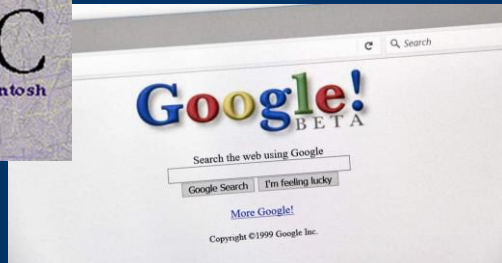 C
ntosh
Search
Google!
BETA
Search the web using Google
Google Search I'm feeling lucky
More Google!
Copyright ©1999 Google Inc.